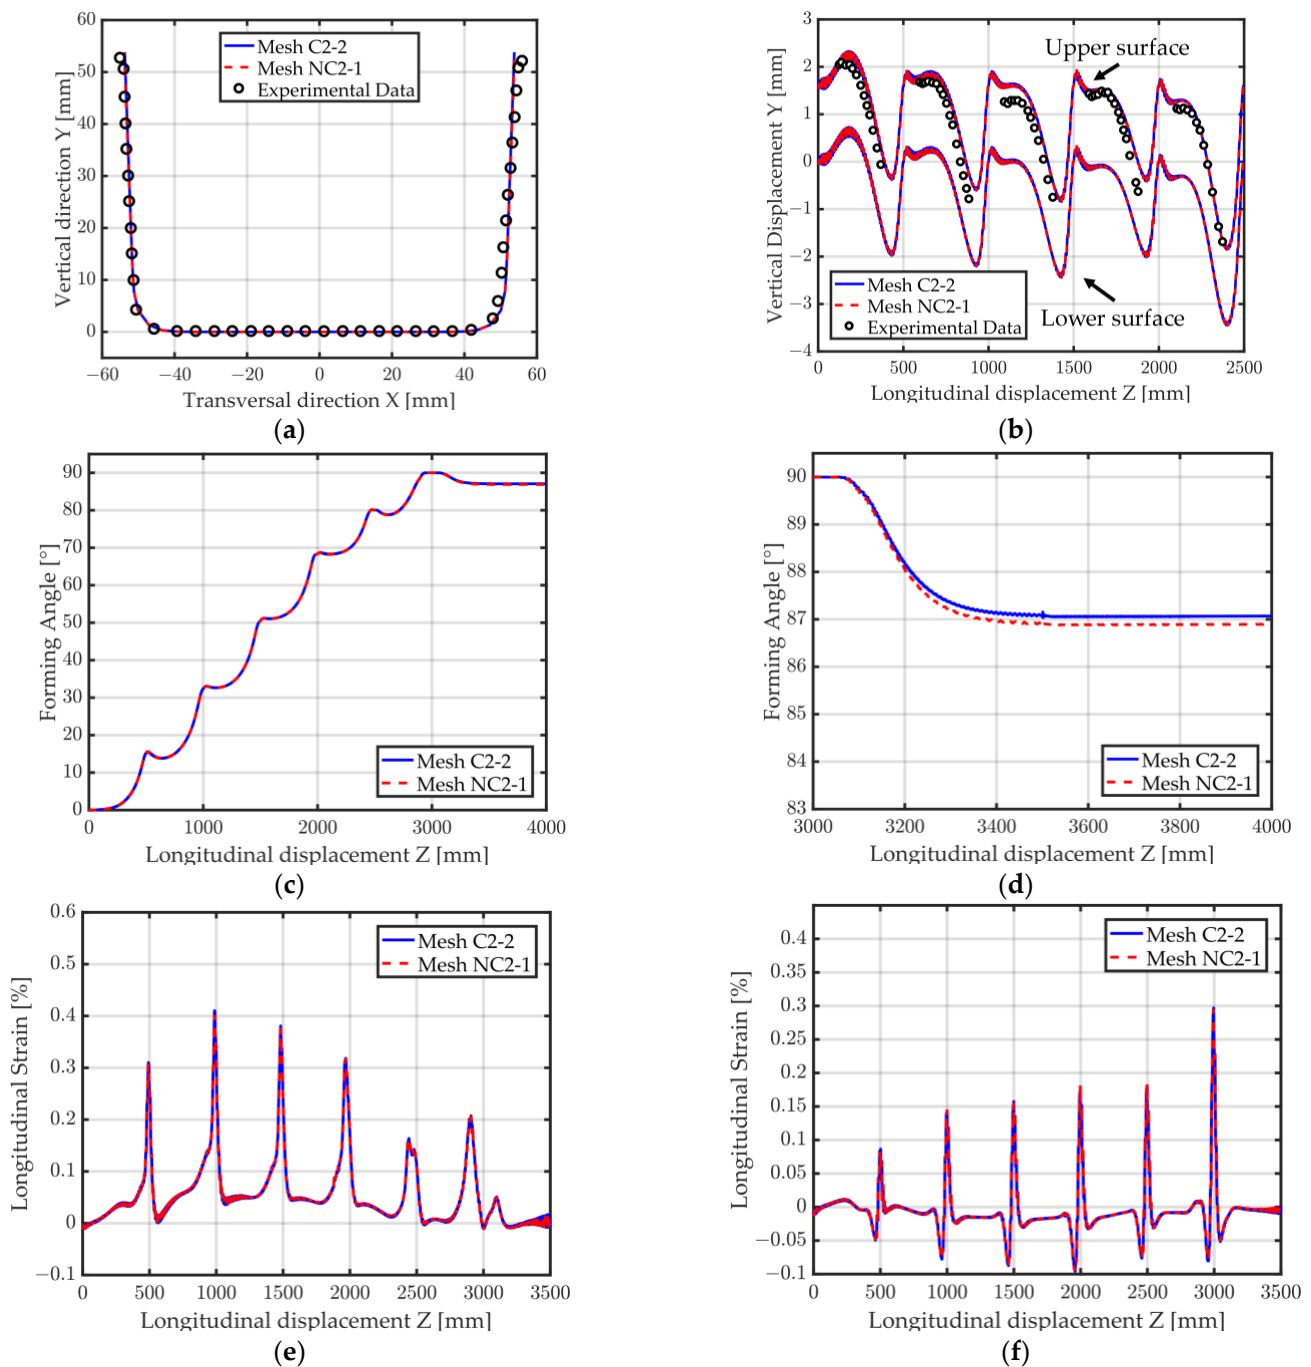 Vertical direction Y [mm]
60
50
40
30
20
10
0
Mesh C2-2
Mesh NC2-1
Experimental Data
−60 −40 −20 0 20 40 60
Transversal direction X [mm]
(a)
Vertical Displacement Y [mm]
3
2
1
0
−1
−2
−3
−4
Upper surface
Mesh C2-2
Mesh NC2-1
Experimental Data
Lower surface
0 500 1000 1500 2000 2500
Longitudinal displacement Z [mm]
(b)
Forming Angle [°]
90
80
70
60
50
40
30
20
10
0
Mesh C2-2
Mesh NC2-1
0 1000 2000 3000 4000
Longitudinal displacement Z [mm]
(c)
Forming Angle [°]
90
89
88
87
86
85
84
83
Mesh C2-2
Mesh NC2-1
3000 3200 3400 3600 3800 4000
Longitudinal displacement Z [mm]
(d)
Longitudinal Strain [%]
0.6
0.5
0.4
0.3
0.2
0.1
0
−0.1
Mesh C2-2
Mesh NC2-1
0 500 1000 1500 2000 2500 3000 3500
Longitudinal displacement Z [mm]
(e)
Longitudinal Strain [%]
0.4
0.35
0.3
0.25
0.2
0.15
0.1
0.05
0
−0.05
−0.1
Mesh C2-2
Mesh NC2-1
0 500 1000 1500 2000 2500 3000 3500
Longitudinal displacement Z [mm]
(f)